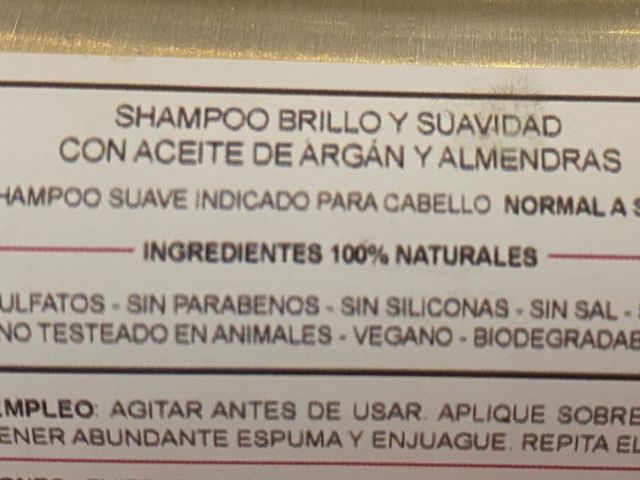 SHAMPOO BRILLO Y SUAVIDAD
CON ACEITE DE ARGÁN Y ALMENDRAS
HAMPOO SUAVE INDICADO PARA CABELLO NORMAL A S
INGREDIENTES 100% NATURALES
ULFATOS - SIN PARABENOS - SIN SILICONAS - SIN SAL -
NO TESTEADO EN ANIMALES - VEGANO - BIODEGRADAB
EMPLEO: AGITAR ANTES DE USAR. APLIQUE SOBRE
ENER ABUNDANTE ESPUMA Y ENJUAGUE. REPITA EL